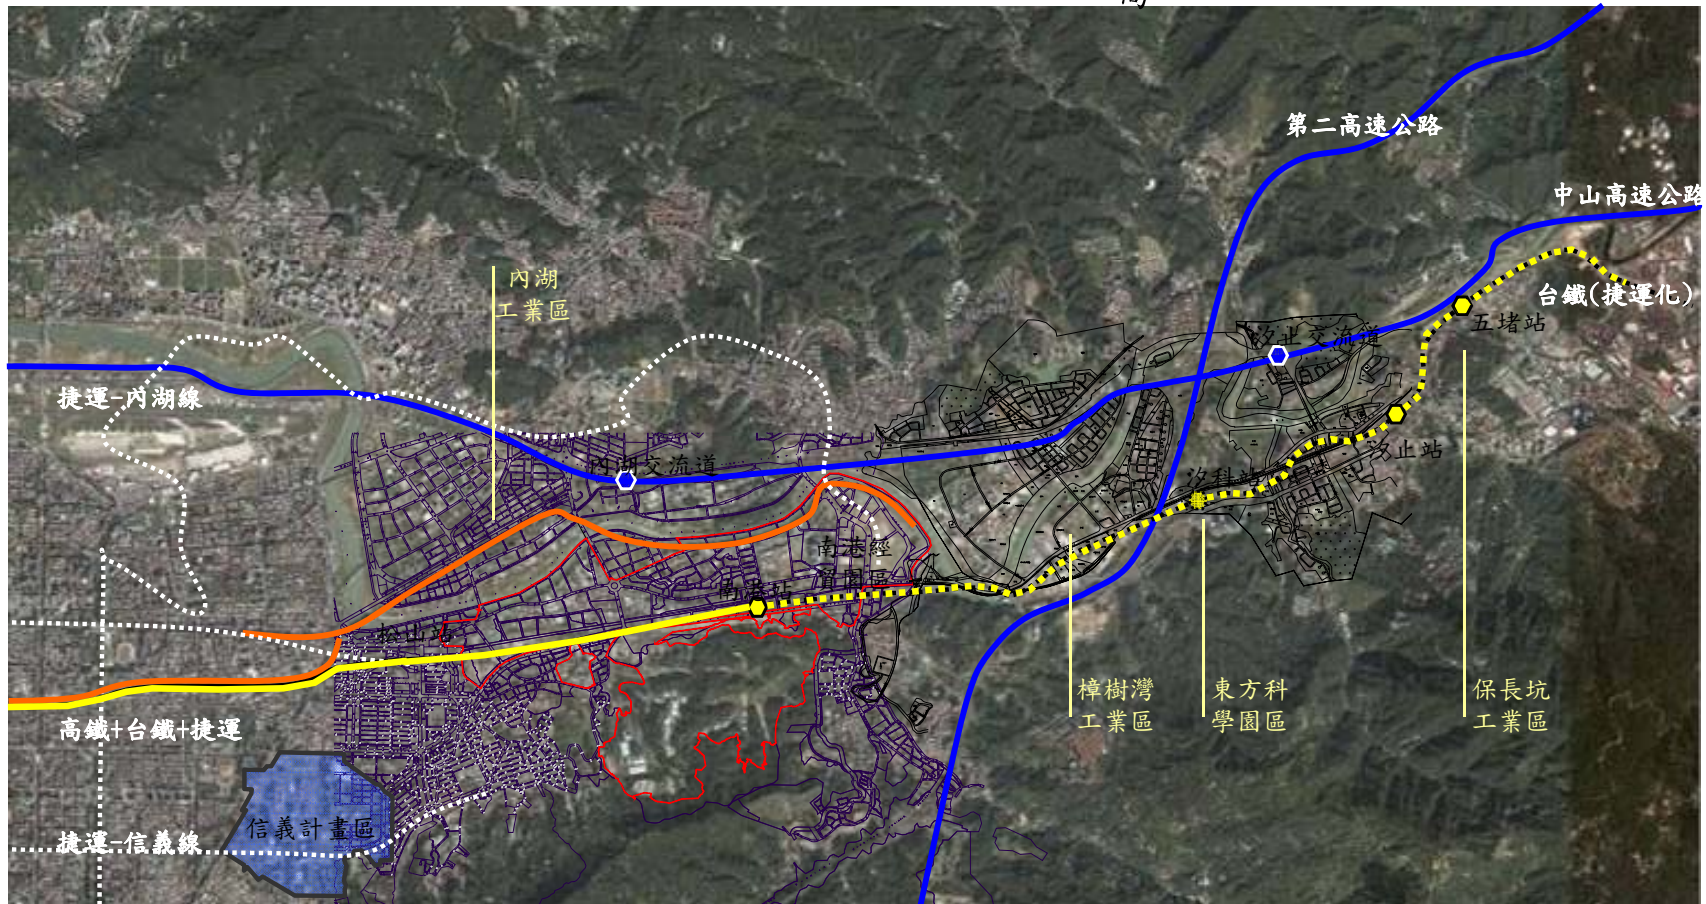 第二高速公路
中山高速公路
內湖
工業區
台鐵(捷運化)
五堵站
汐止交流道
捷運-內湖線
汐止站
內湖交流道
汐科站
南港經
貿園區
南港站
松山站
樟樹灣
工業區
東方科
學園區
保長坑
工業區
高鐵+台鐵+捷運
信義計畫區
捷運-信義線